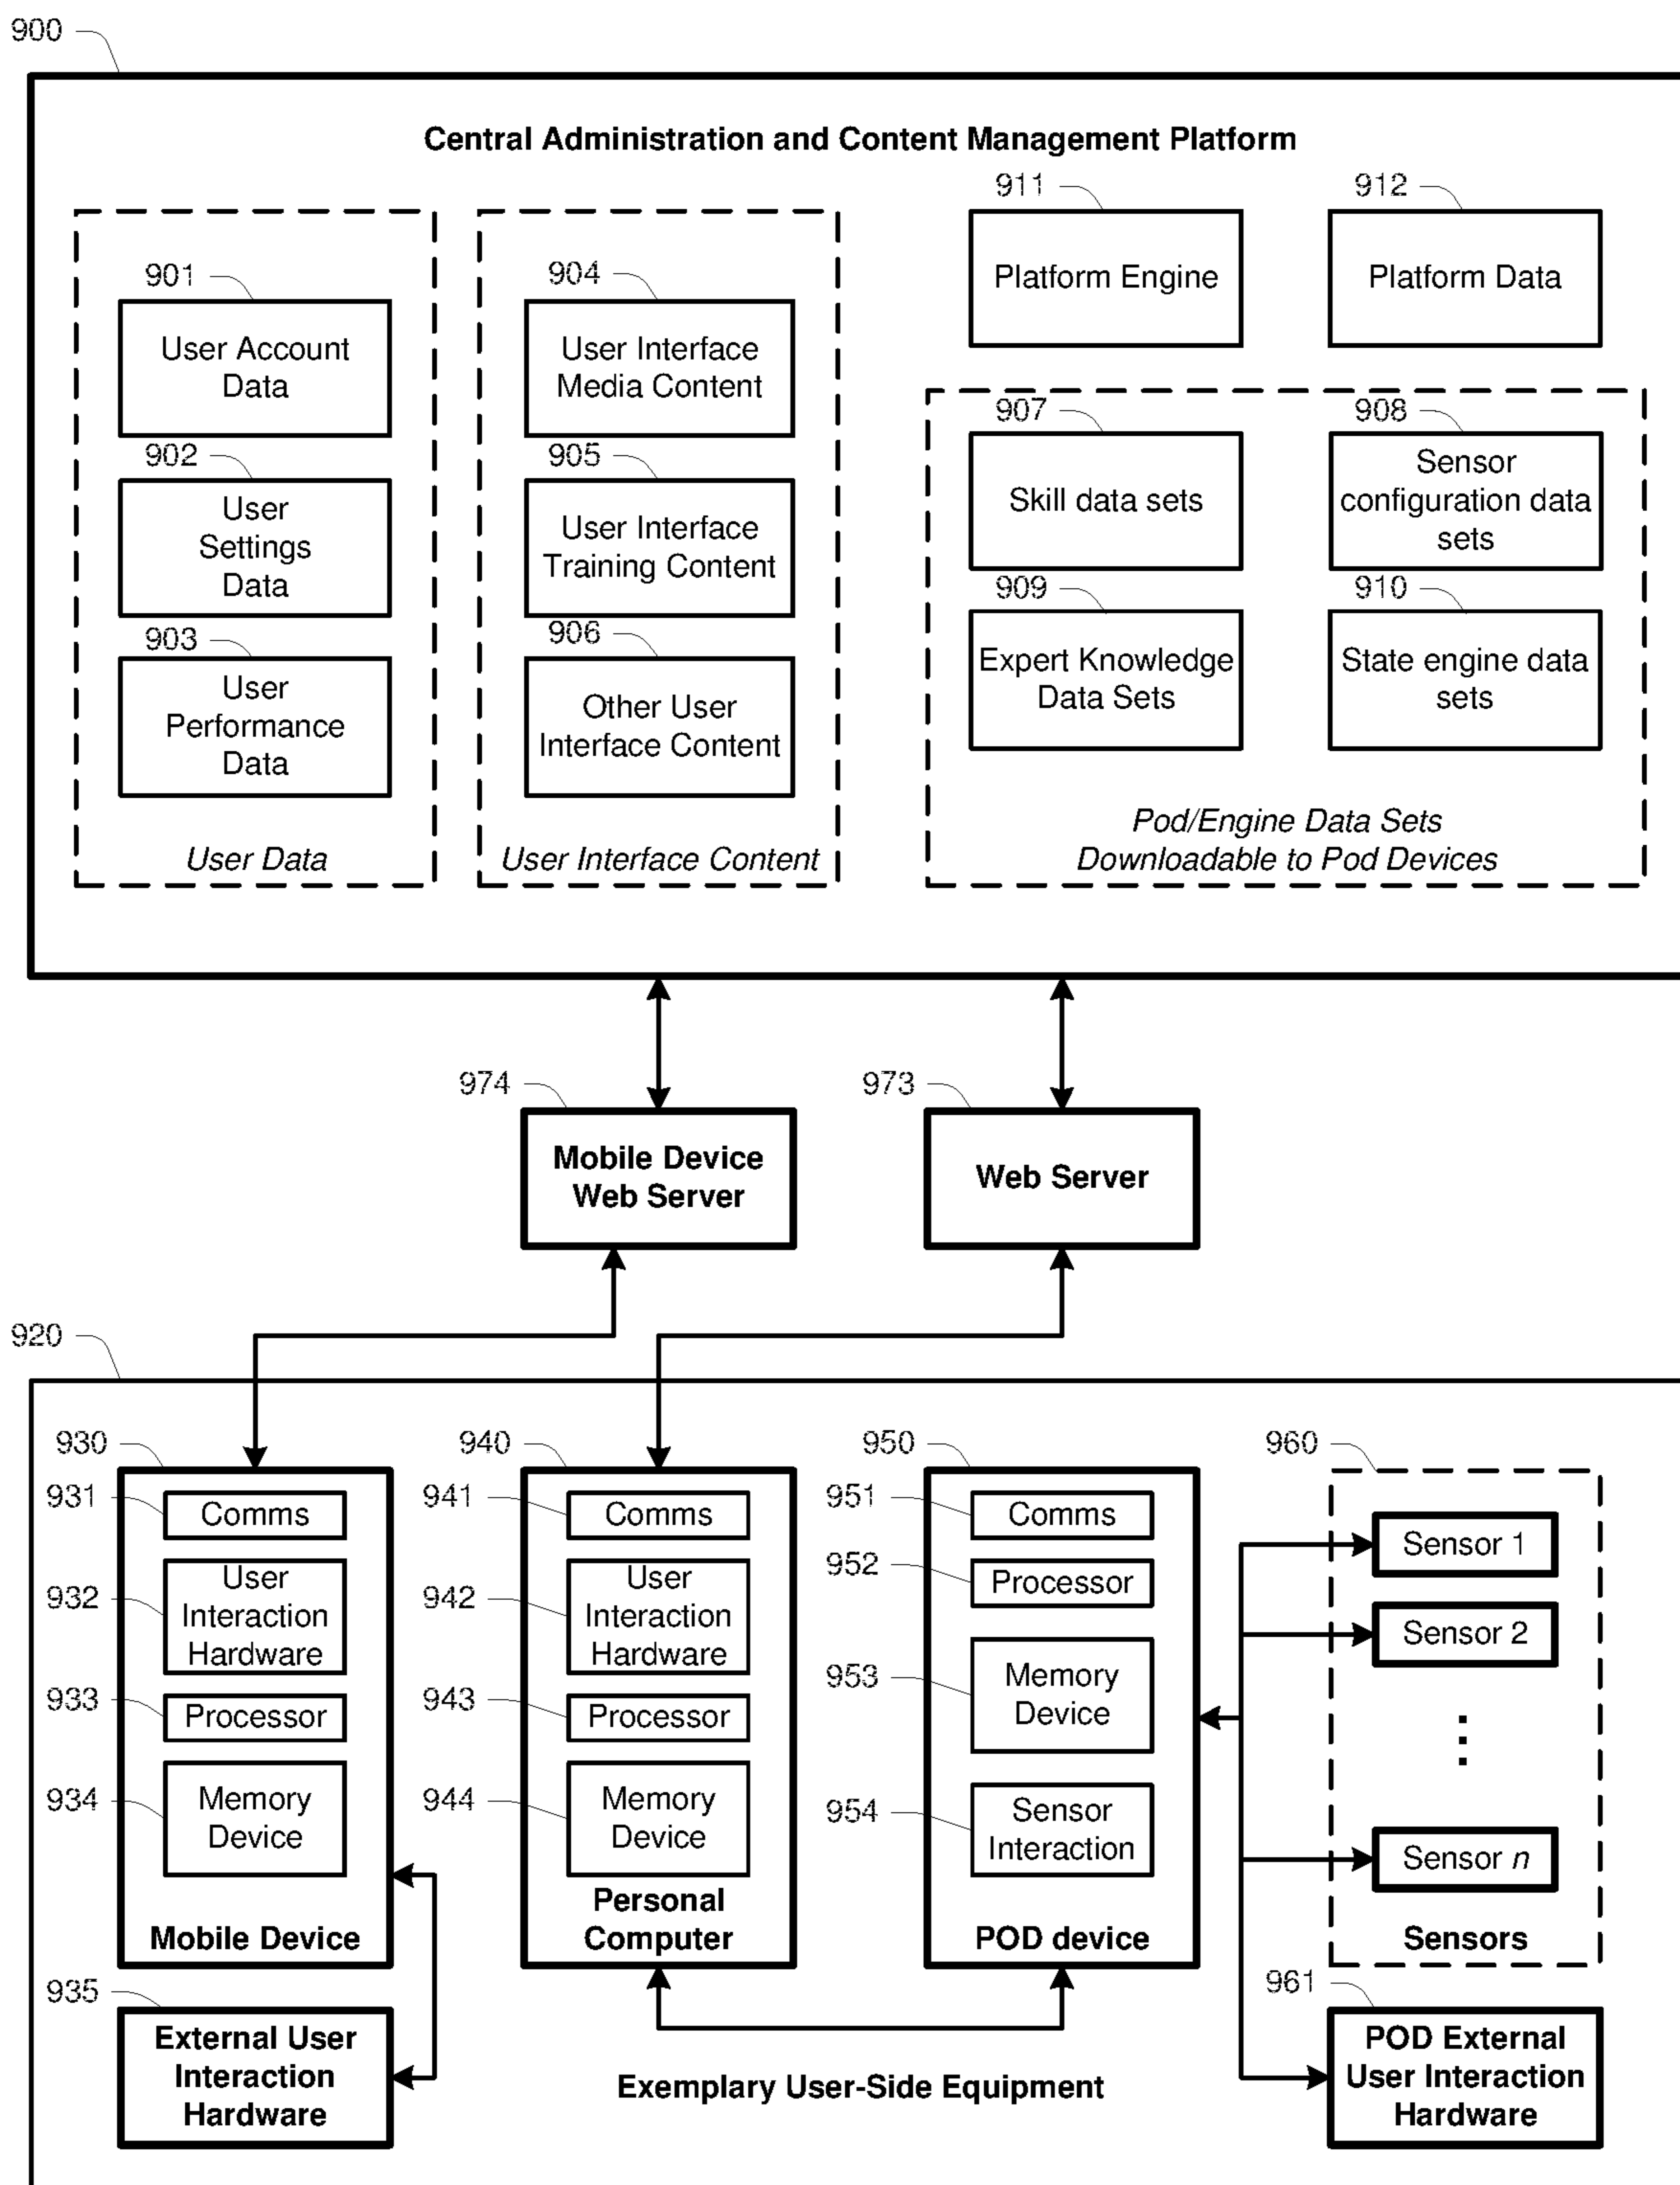 900
Central Administration and Content Management Platform
901
User Account
Data
902
User
Settings
Data
903
User
Performance
Data
User Data
904
User Interface
Media Content
905
User Interface
Training Content
906
Other User
Interface Content
User Interface Content
911
Platform Engine
912
Platform Data
907
Skill data sets
908
Sensor
configuration data
sets
909
Expert Knowledge
Data Sets
910
State engine data
sets
Pod/Engine Data Sets
Downloadable to Pod Devices
974
Mobile Device
Web Server
973
Web Server
920
930
931
Comms
932
User
Interaction
Hardware
933
Processor
934
Memory
Device
Mobile Device
935
External User
Interaction
Hardware
940
941
Comms
942
User
Interaction
Hardware
943
Processor
944
Memory
Device
Personal
Computer
950
951
Comms
952
Processor
953
Memory
Device
954
Sensor
Interaction
POD device
960
Sensor 1
Sensor 2
Sensor n
Sensors
961
POD External
User Interaction
Hardware
Exemplary User-Side Equipment